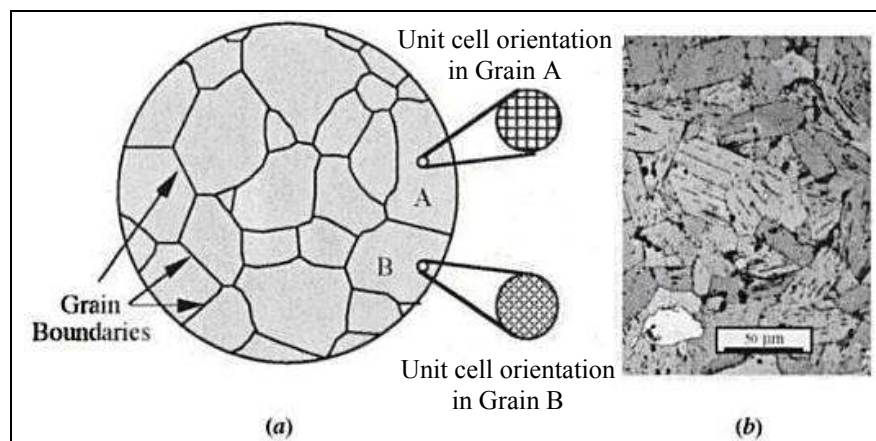 Unit cell orientation
in Grain A
A
B
Grain
Boundaries
Unit cell orientation
in Grain B
50 µm
(a)
(b)